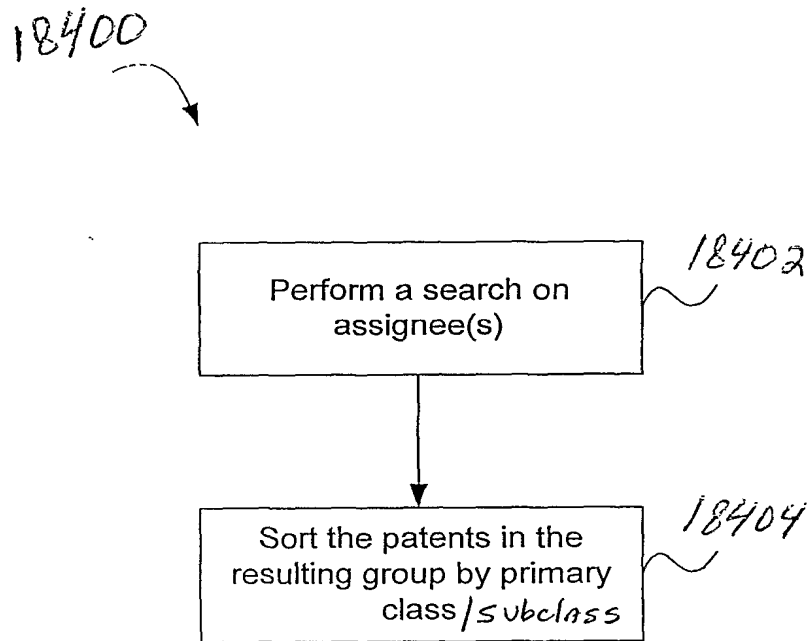 18400
18402
Perform a search on
assignee(s)
18404
Sort the patents in the
resulting group by primary
class/subclass